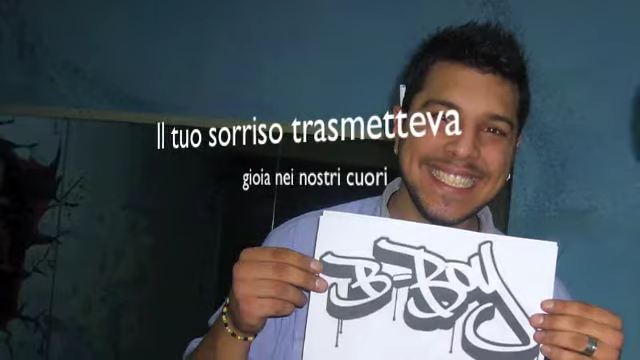 Il tuo sorriso trasmetteva
gioia nei nostri cuori
B-Boy